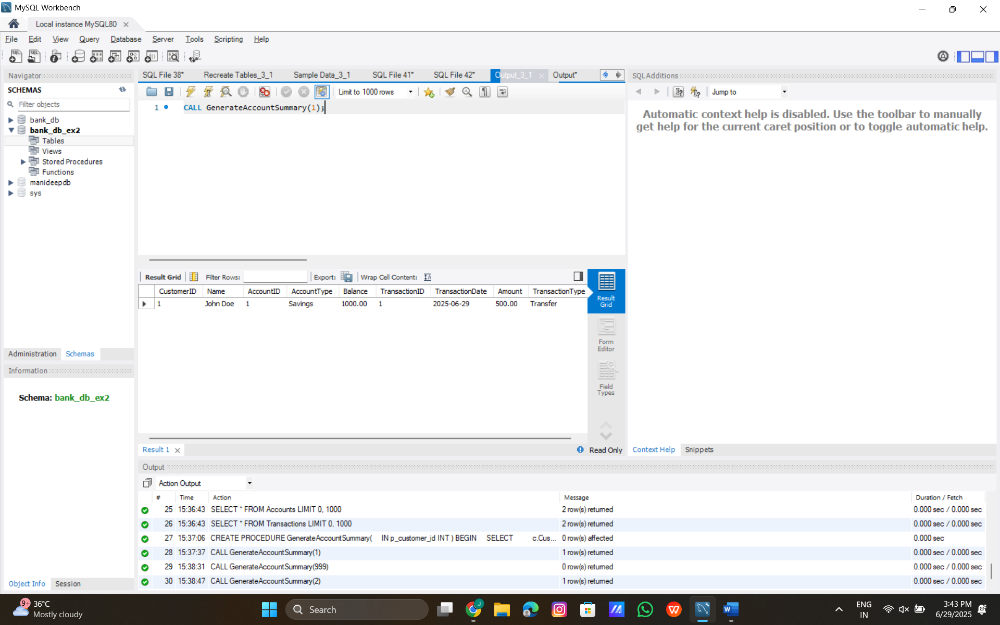 MySQL Workbench
Local instance MySQL80
File Edit View Query Database Server Tools Scripting Help
Navigator
SCHEMAS
Filter objects
bank_db
bank_db_ex2
Tables
Views
Stored Procedures
Functions
manideepdb
sys
Administration Schemas
Information
Schema: bank_db_ex2
Object Info Session
SQL File 38* Recreate Tables_3_1 Sample Data_3_1 SQL File 41* SQL File 42* Output_3_1 Output*
Limit to 1000 rows
1 CALL GenerateAccountSummary(1);
Result Grid Filter Rows: Export: Wrap Cell Content:
CustomerID Name AccountID AccountType Balance TransactionID TransactionDate Amount TransactionType
1 John Doe 1 Savings 1000.00 1 2025-06-29 500.00 Transfer
Result
Grid
Form
Editor
Field
Types
Result 1
Read Only
SQLAdditions
Jump to
Automatic context help is disabled. Use the toolbar to manually
get help for the current caret position or to toggle automatic help.
Context Help Snippets
Output
Action Output
# Time Action Message Duration / Fetch
25 15:36:43 SELECT * FROM Accounts LIMIT 0, 1000 2 row(s) returned 0.000 sec / 0.000 sec
26 15:36:43 SELECT * FROM Transactions LIMIT 0, 1000 2 row(s) returned 0.000 sec / 0.000 sec
27 15:37:06 CREATE PROCEDURE GenerateAccountSummary( IN p_customer_id INT ) BEGIN SELECT c.Cus... 0 row(s) affected 0.000 sec
28 15:37:37 CALL GenerateAccountSummary(1) 1 row(s) returned 0.000 sec / 0.000 sec
29 15:38:31 CALL GenerateAccountSummary(999) 0 row(s) returned 0.000 sec / 0.000 sec
30 15:38:47 CALL GenerateAccountSummary(2) 1 row(s) returned 0.000 sec / 0.000 sec
9+
36°C
Mostly cloudy
Search
ENG
IN
3:43 PM
6/29/2025